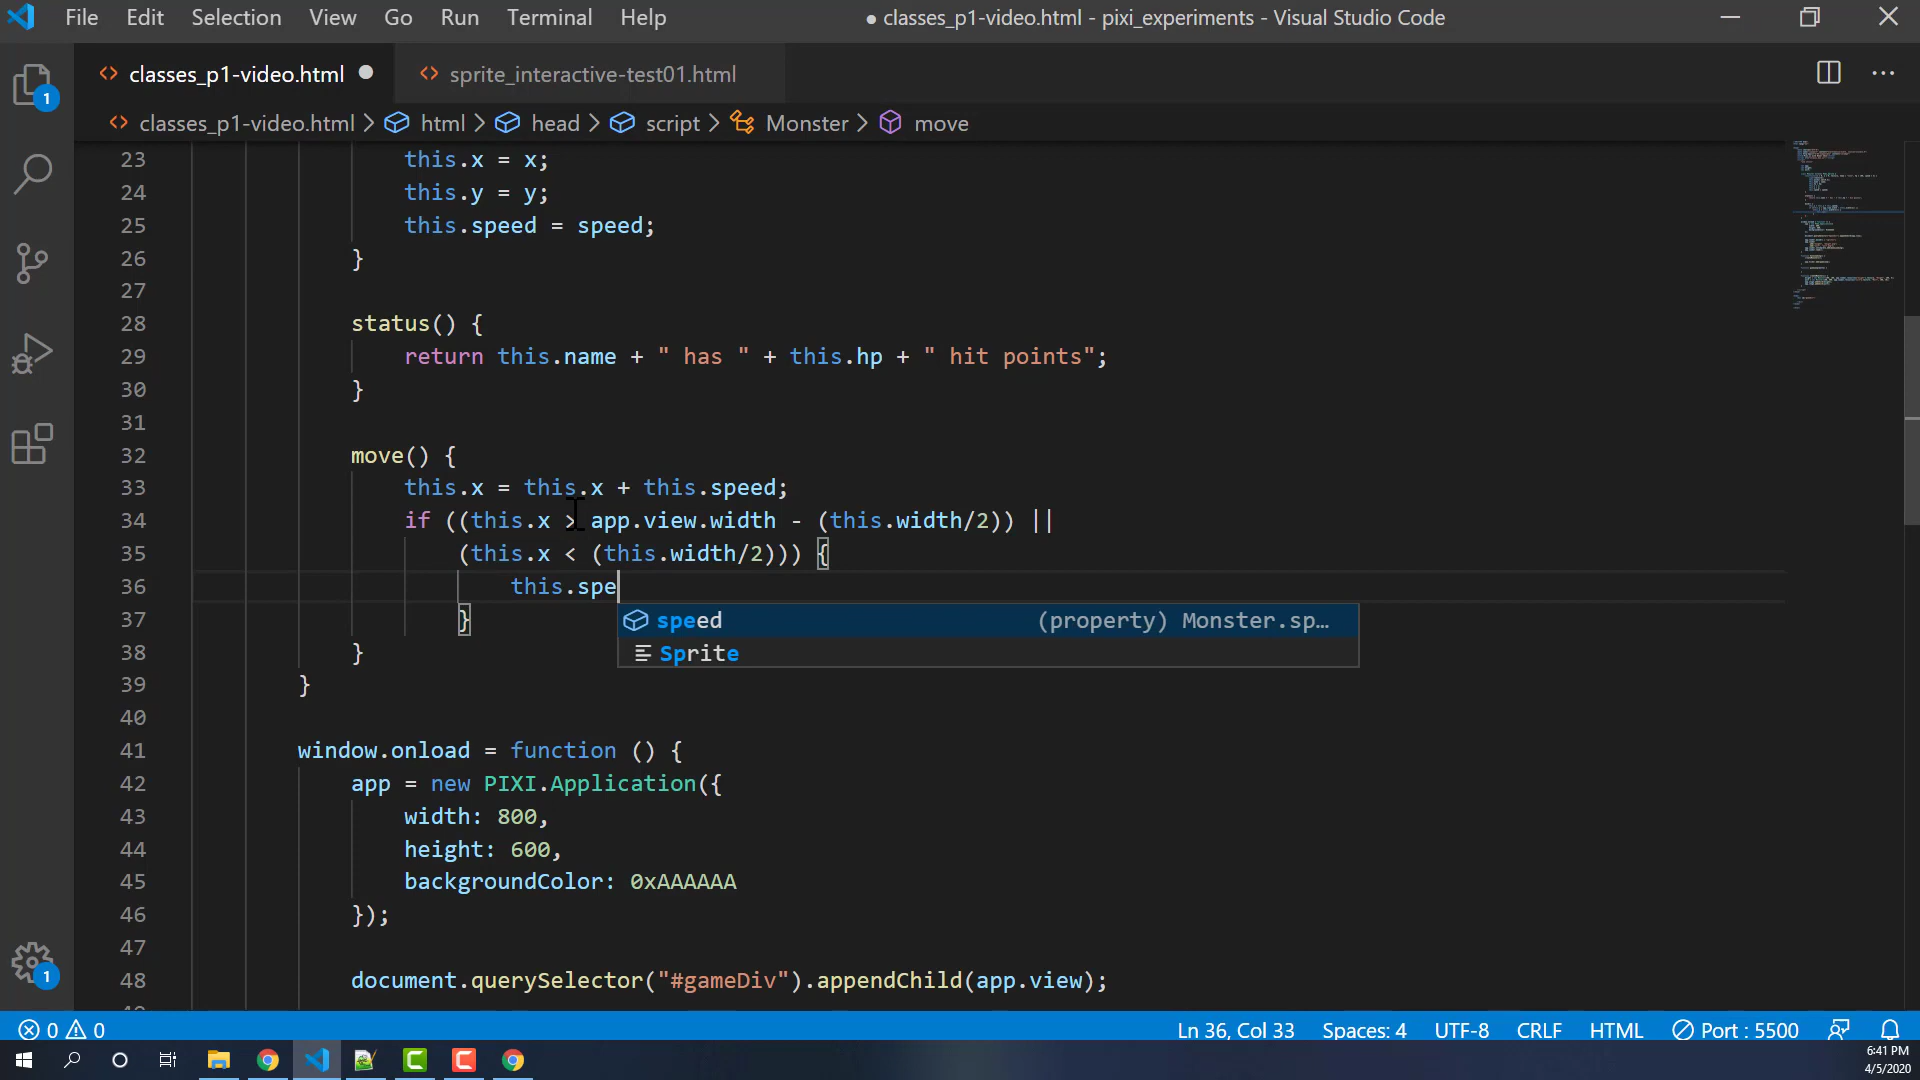 File Edit Selection View Go Run Terminal Help ● classes_p1-video.html - pixi_experiments - Visual Studio Code
classes_p1-video.html ● sprite_interactive-test01.html
classes_p1-video.html > html > head > script > Monster > move
23 this.x = x;
24 this.y = y;
25 this.speed = speed;
26 }
27
28 status() {
29 return this.name + " has " + this.hp + " hit points";
30 }
31
32 move() {
33 this.x = this.x + this.speed;
34 if ((this.x > app.view.width - (this.width/2)) ||
35 (this.x < (this.width/2))) {
36 this.spe
37 }
speed (property) Monster.sp…
Sprite
38 }
39 }
40
41 window.onload = function () {
42 app = new PIXI.Application({
43 width: 800,
44 height: 600,
45 backgroundColor: 0xAAAAAA
46 });
47
48 document.querySelector("#gameDiv").appendChild(app.view);
1
1
0 0 Ln 36, Col 33 Spaces: 4 UTF-8 CRLF HTML Port : 5500
6:41 PM
4/5/2020